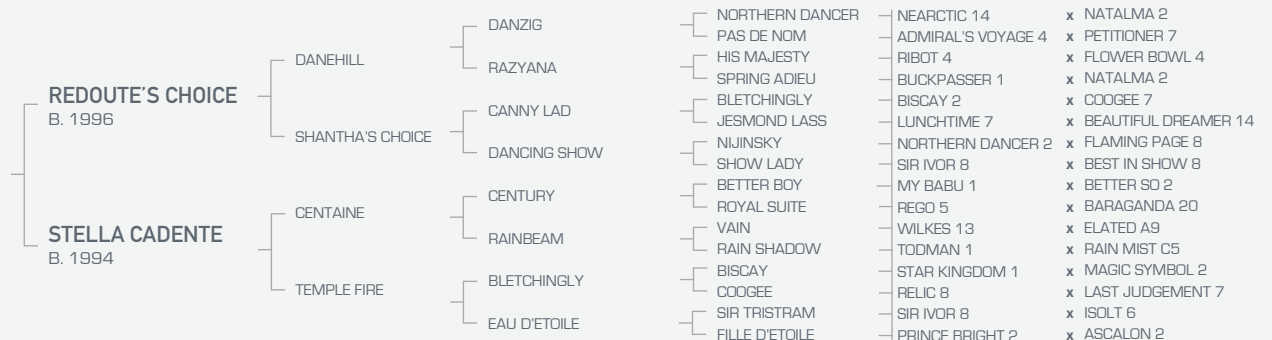 REDOUTE'S CHOICE
B. 1996
STELLA CADENTE
B. 1994
DANEHILL
SHANTHA'S CHOICE
CENTAINE
TEMPLE FIRE
DANZIG
RAZYANA
CANNY LAD
DANCING SHOW
CENTURY
RAINBEAM
BLETCHINGLY
EAU D'ETOILE
NORTHERN DANCER
PAS DE NOM
HIS MAJESTY
SPRING ADIEU
BLETCHINGLY
JESMOND LASS
NIJINSKY
SHOW LADY
BETTER BOY
ROYAL SUITE
VAIN
RAIN SHADOW
BISCAY
COOGEE
SIR TRISTRAM
FILLE D'ETOILE
NEARCTIC 14 x NATALMA 2
ADMIRAL'S VOYAGE 4 x PETITIONER 7
RIBOT 4 x FLOWER BOWL 4
BUCKPASSER 1 x NATALMA 2
BISCAY 2 x COOGEE 7
LUNCHTIME 7 x BEAUTIFUL DREAMER 14
NORTHERN DANCER 2 x FLAMING PAGE 8
SIR IVOR 8 x BEST IN SHOW 8
MY BABU 1 x BETTER SO 2
REGO 5 x BARAGANDA 20
WILKES 13 x ELATED A9
TODMAN 1 x RAIN MIST C5
STAR KINGDOM 1 x MAGIC SYMBOL 2
RELIC 8 x LAST JUDGEMENT 7
SIR IVOR 8 x ISOLT 6
PRINCE BRIGHT 2 x ASCALON 2